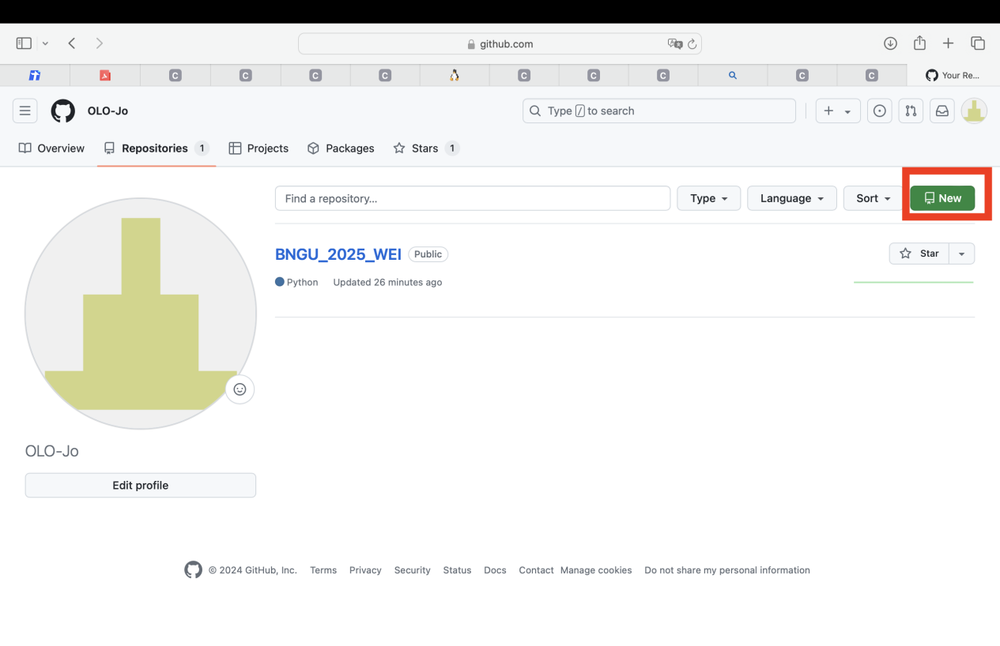 github.com
C C C C C C C C C Your Re...
OLO-Jo
Type / to search
Overview Repositories 1 Projects Packages Stars 1
Find a repository...
Type Language Sort New
BNGU_2025_WEI Public
Star
Python Updated 26 minutes ago
OLO-Jo
Edit profile
© 2024 GitHub, Inc. Terms Privacy Security Status Docs Contact Manage cookies Do not share my personal information